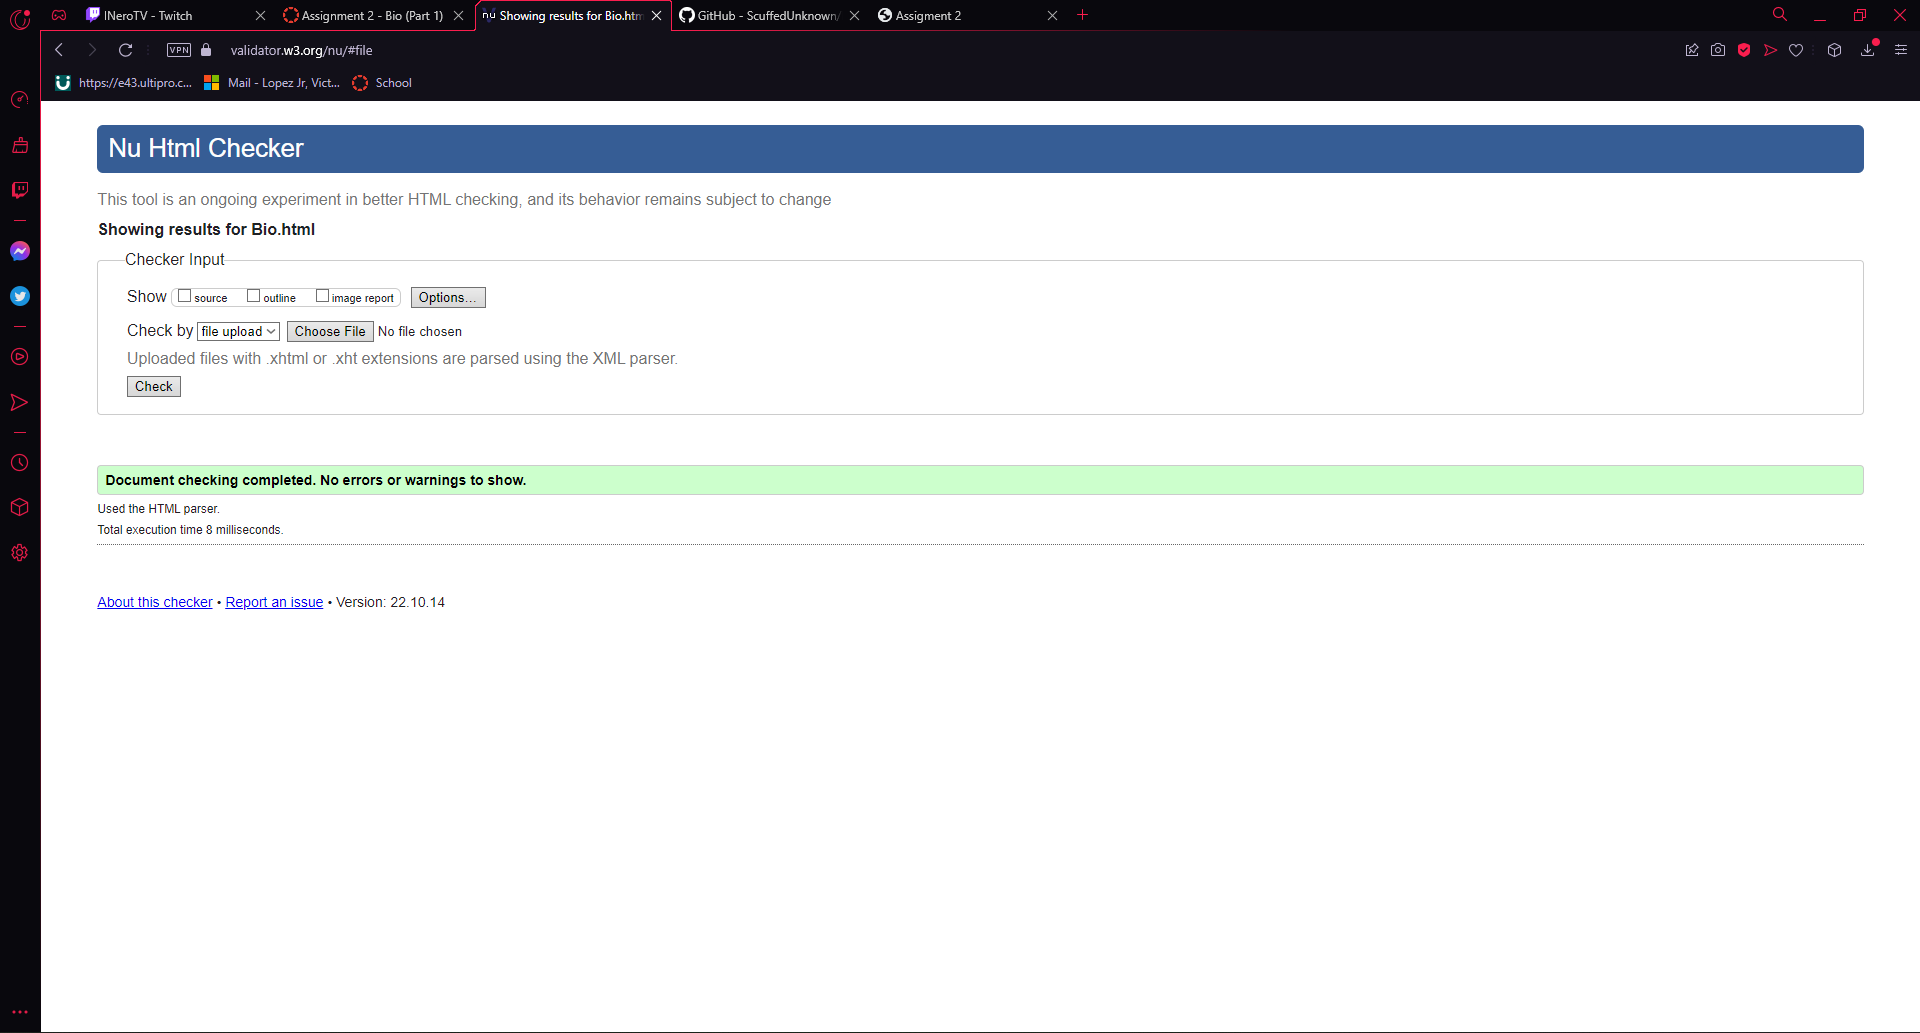 INeroTV - Twitch
Assignment 2 - Bio (Part 1)
nu Showing results for Bio.htm
GitHub - ScuffedUnknown/
Assigment 2
VPN
validator.w3.org/nu/#file
https://e43.ultipro.c...
Mail - Lopez Jr, Vict...
School
Nu Html Checker
This tool is an ongoing experiment in better HTML checking, and its behavior remains subject to change
Showing results for Bio.html
Checker Input
Show source outline image report Options...
Check by file upload Choose File No file chosen
Uploaded files with .xhtml or .xht extensions are parsed using the XML parser.
Check
Document checking completed. No errors or warnings to show.
Used the HTML parser.
Total execution time 8 milliseconds.
About this checker • Report an issue • Version: 22.10.14